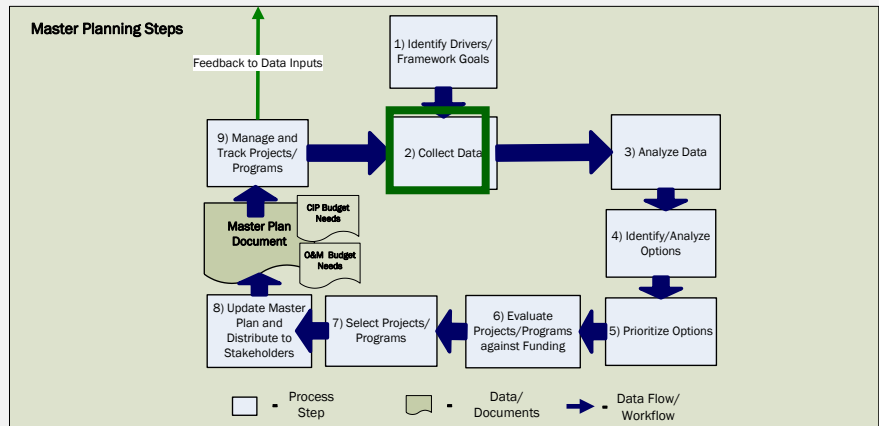 Master Planning Steps
Feedback to Data Inputs
1) Identify Drivers/
Framework Goals
9) Manage and
Track Projects/
Programs
2) Collect Data
3) Analyze Data
Master Plan
Document
CIP Budget
Needs
O&M Budget
Needs
4) Identify/Analyze
Options
8) Update Master
Plan and
Distribute to
Stakeholders
7) Select Projects/
Programs
6) Evaluate
Projects/Programs
against Funding
5) Prioritize Options
- Process
Step
- Data/
Documents
- Data Flow/
Workflow